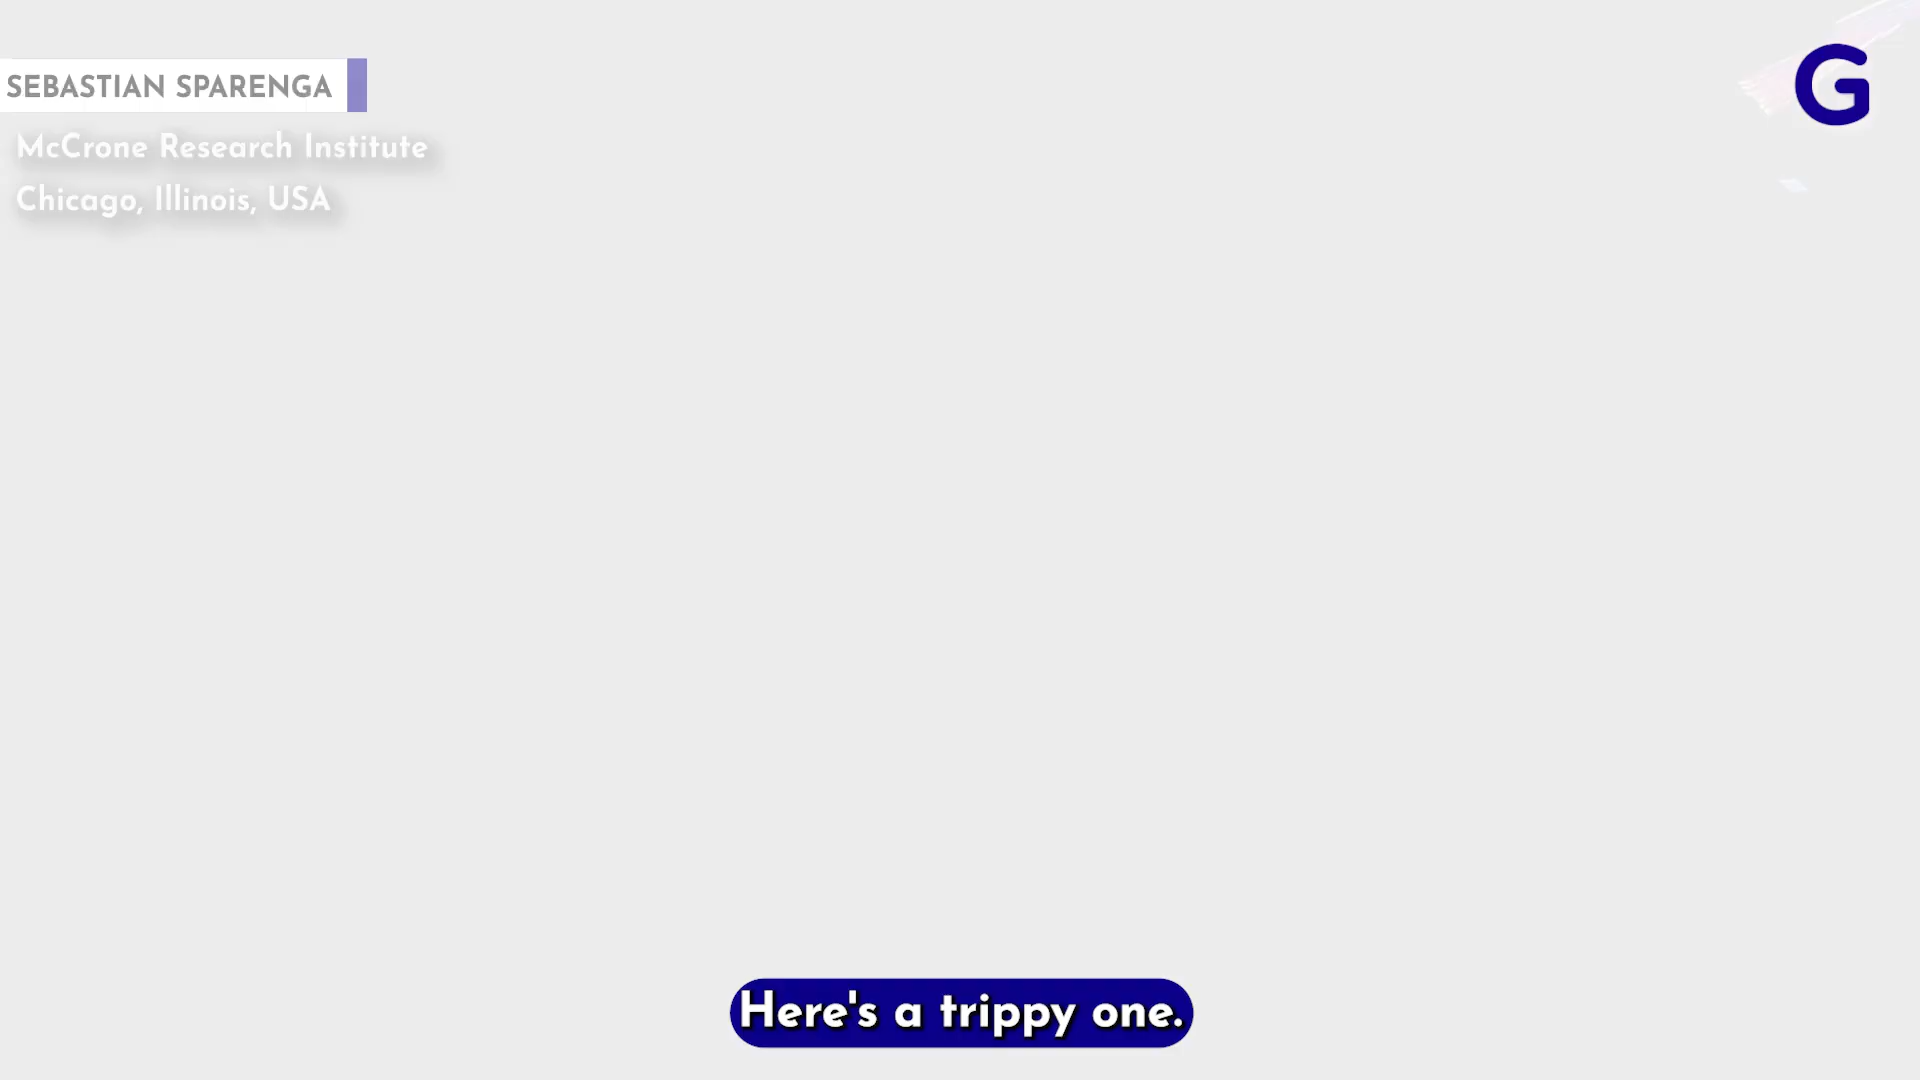 SEBASTIAN SPARENGA
McCrone Research Institute
Chicago, Illinois, USA
G
Here's a trippy one.